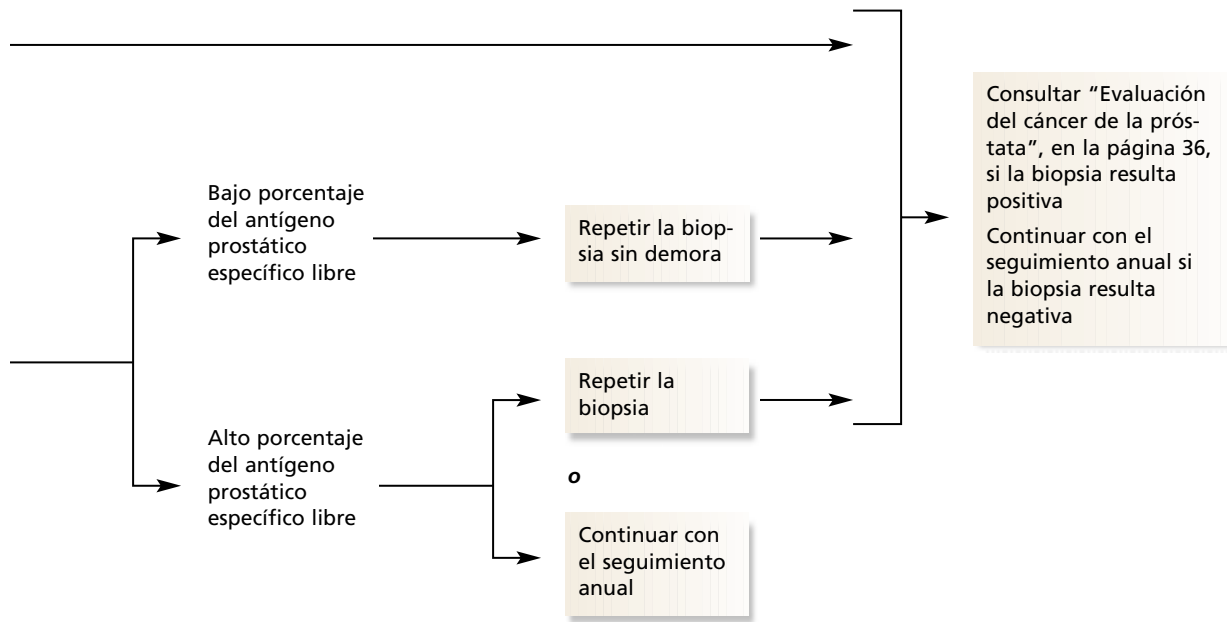 Bajo porcentaje
del antígeno
prostático
específico libre
Repetir la biop-
sia sin demora
Consultar "Evaluación
del cáncer de la prós-
tata", en la página 36,
si la biopsia resulta
positiva
Continuar con el
seguimiento anual si
la biopsia resulta
negativa
Alto porcentaje
del antígeno
prostático
específico libre
Repetir la
biopsia
o
Continuar con
el seguimiento
anual